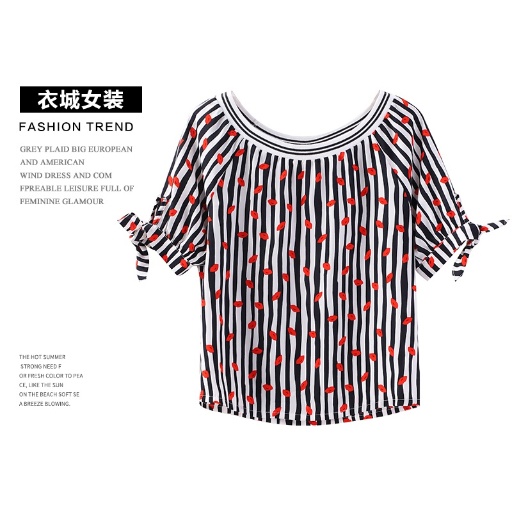 衣城女装
FASHION TREND
GREY PLAID BIG EUROPEAN
AND AMERICAN
WIND DRESS AND COM
FPREABLE LEISURE FULL OF
FEMININE GLAMOUR
THE HOT SUMMER
STRONG NEED F
OR FRESH COLOR TO PEA
CE, LIKE THE SUN
ON THE BEACH SOFT SE
A BREEZE BLOWING.